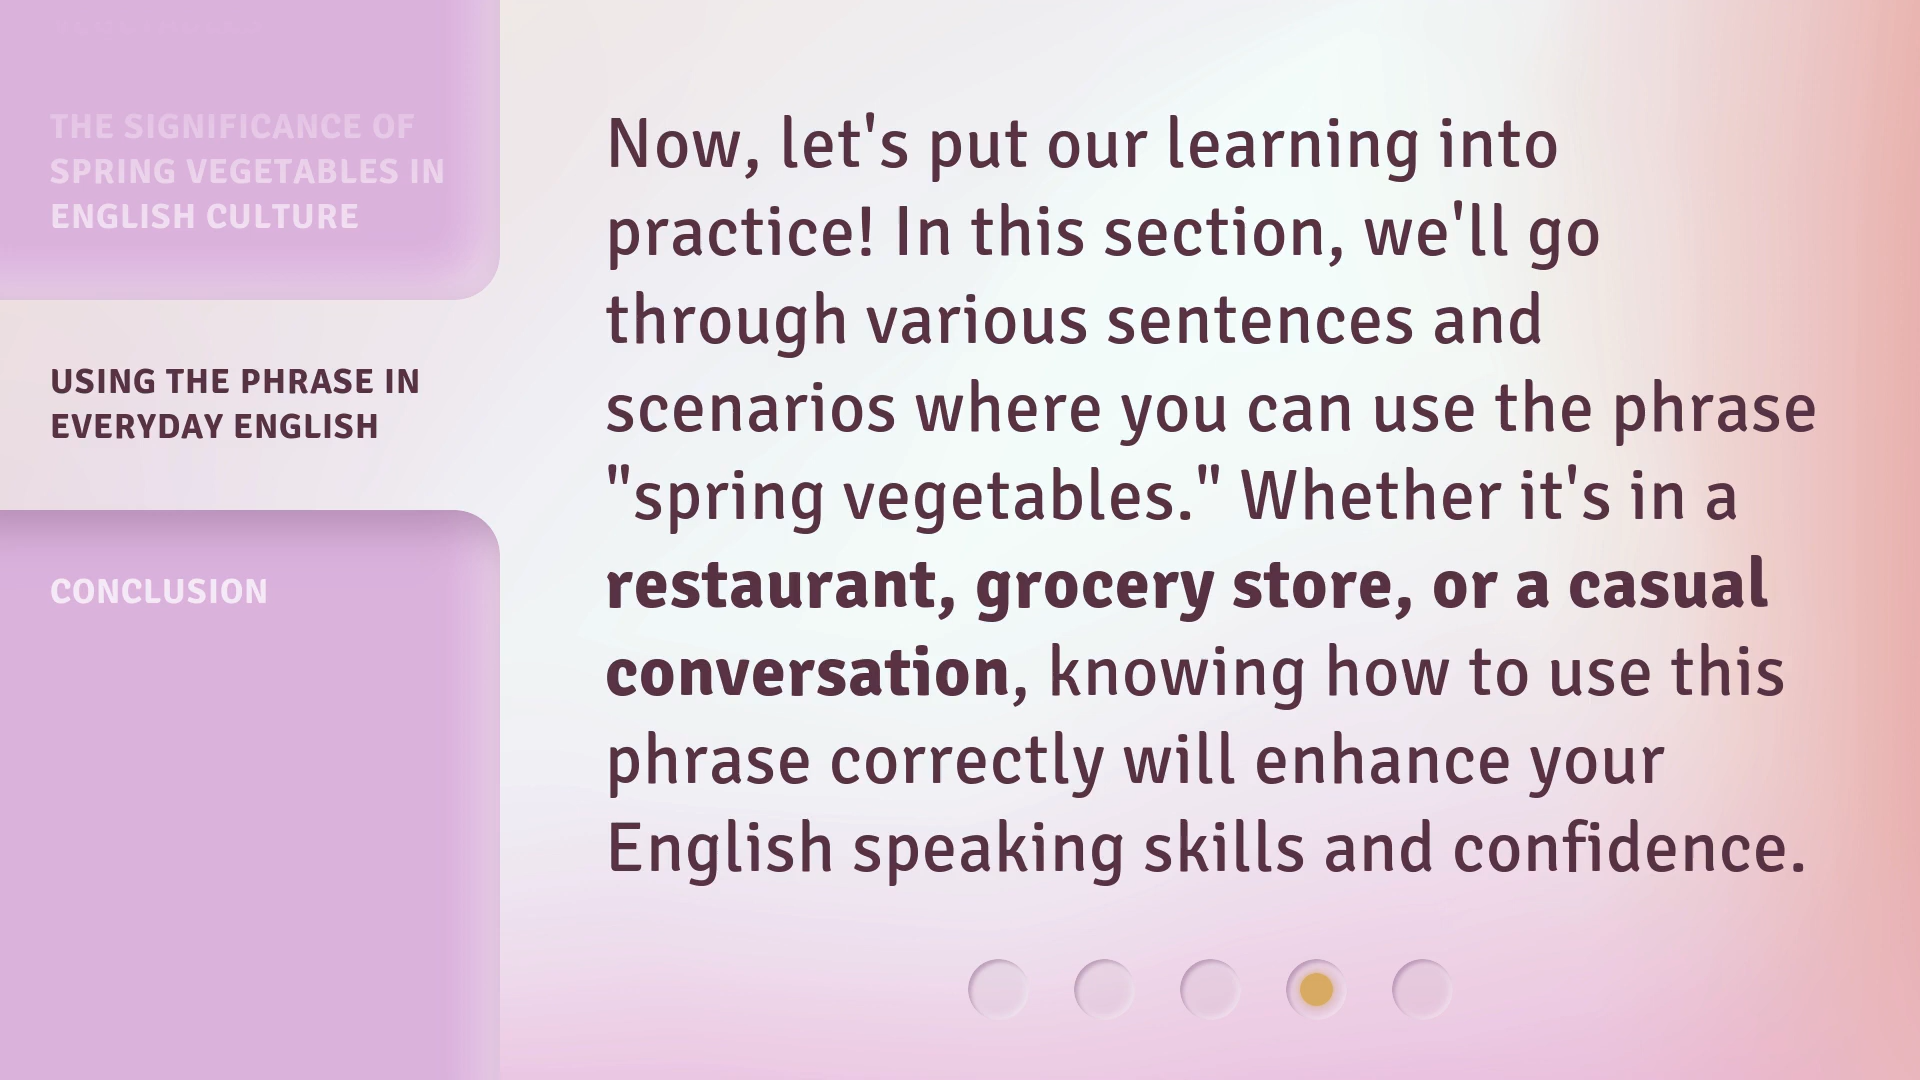 THE SIGNIFICANCE OF
SPRING VEGETABLES IN
ENGLISH CULTURE
USING THE PHRASE IN
EVERYDAY ENGLISH
CONCLUSION
Now, let's put our learning into
practice! In this section, we'll go
through various sentences and
scenarios where you can use the phrase
"spring vegetables." Whether it's in a
restaurant, grocery store, or a casual
conversation, knowing how to use this
phrase correctly will enhance your
English speaking skills and confidence.